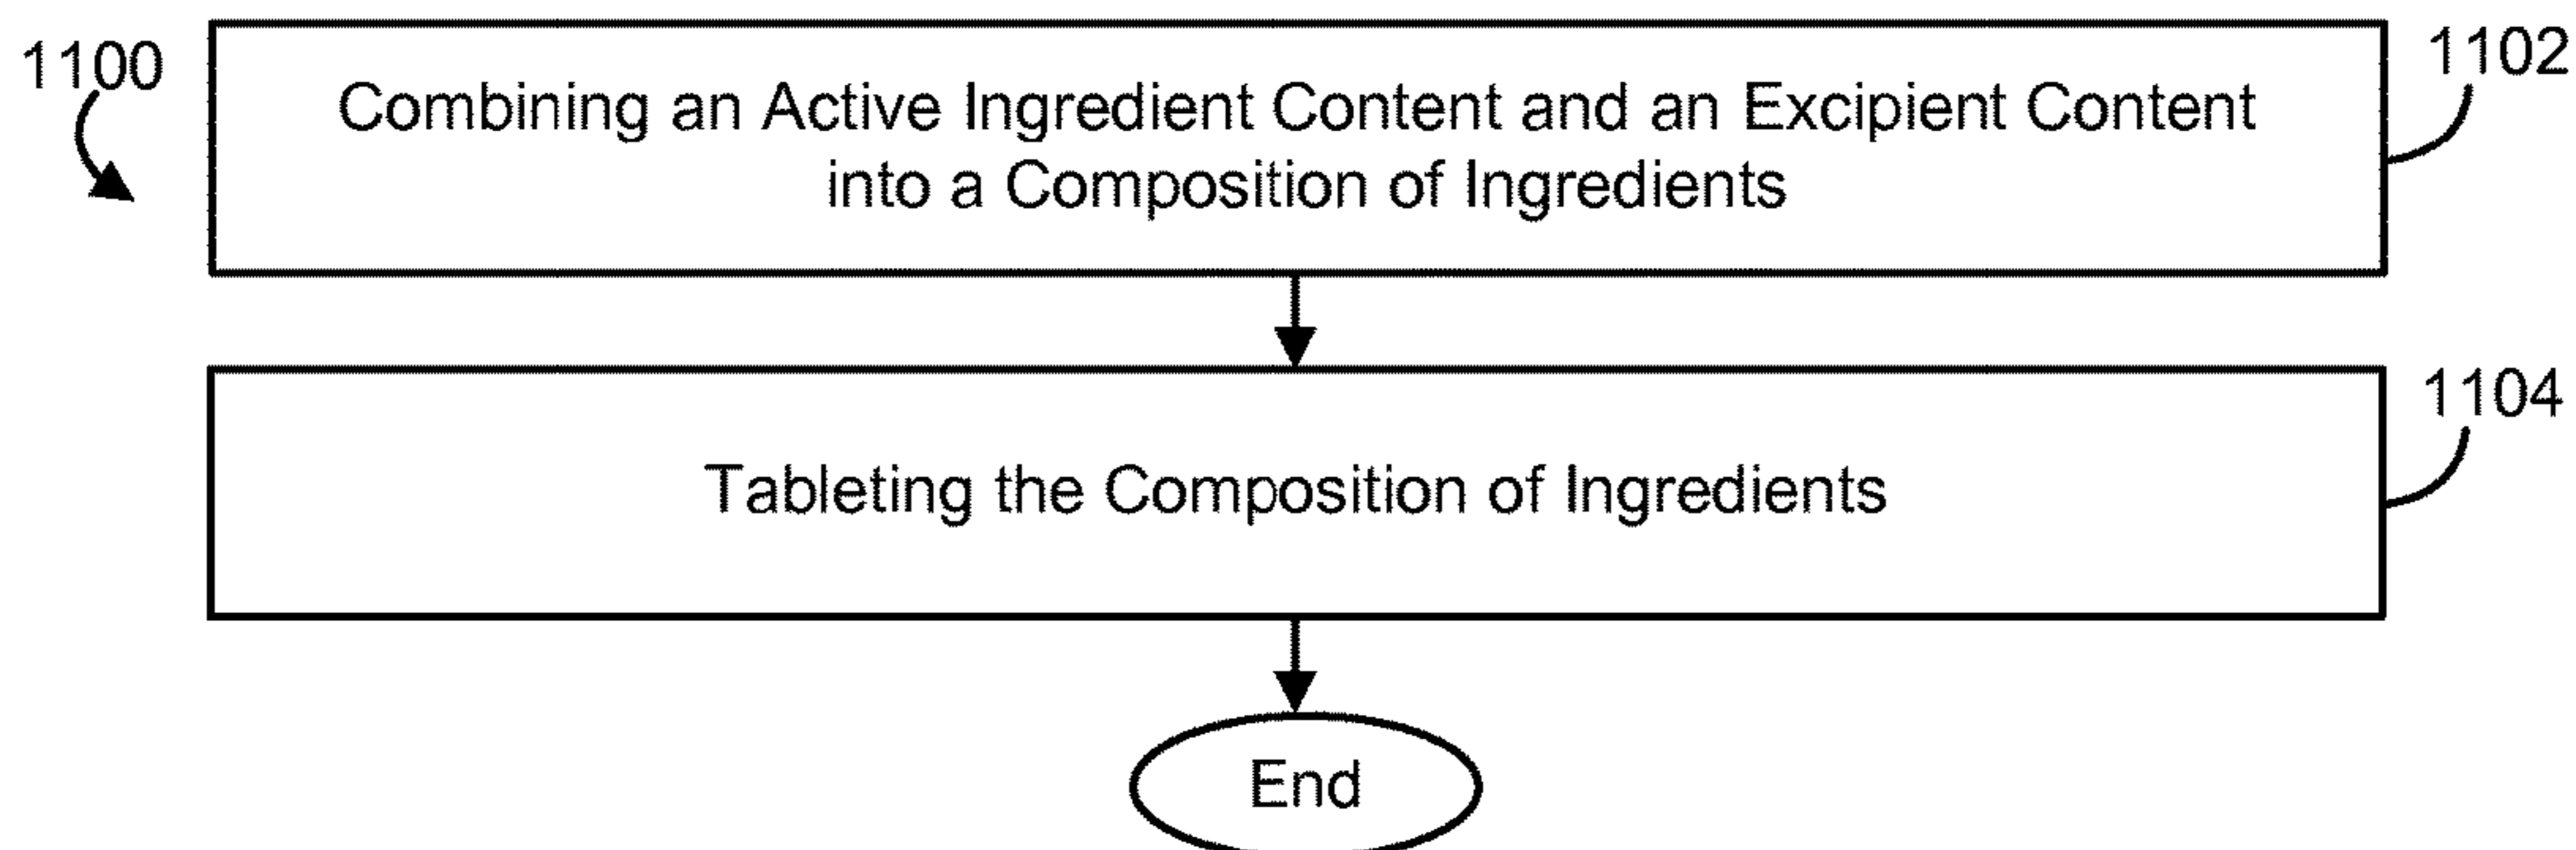 1100
1102
Combining an Active Ingredient Content and an Excipient Content
into a Composition of Ingredients
1104
Tableting the Composition of Ingredients
End